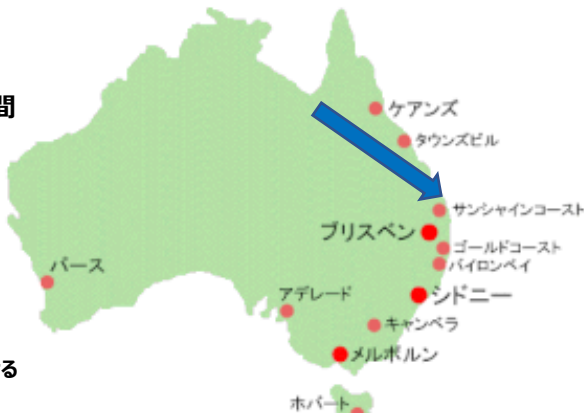 間
ケアンズ
タウンズビル
サンシャインコースト
ブリスベン
ゴールドコースト
バイロンベイ
パース
アデレード
シドニー
キャンベラ
メルボルン
る
ホバート